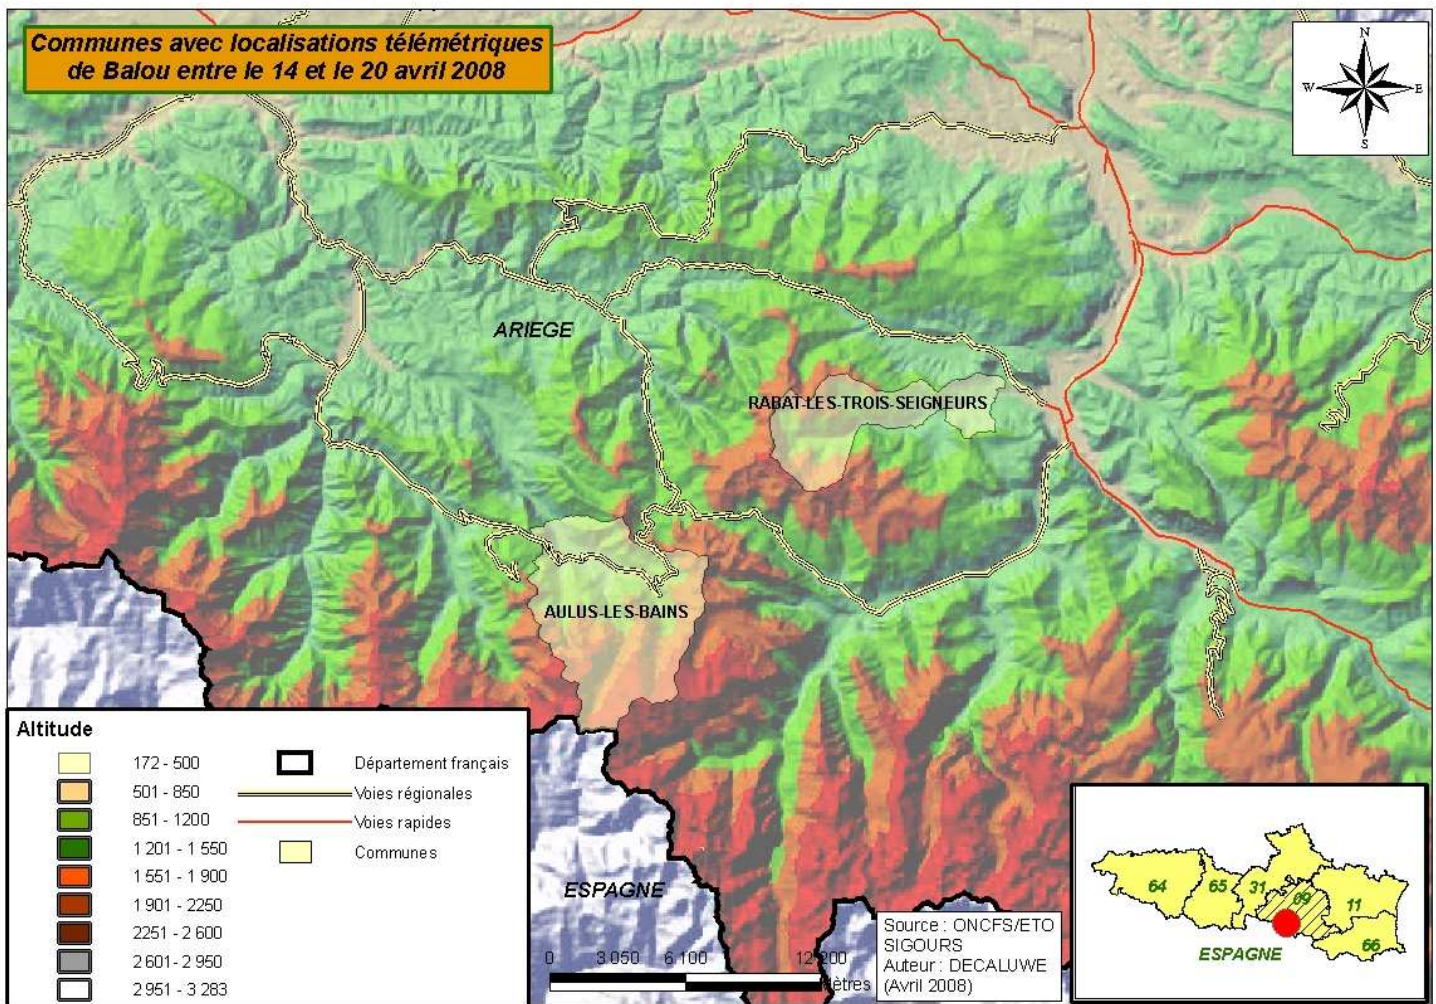 Communes avec localisations télémétriques
de Balou entre le 14 et le 20 avril 2008
N
W
E
S
ARIEGE
RABAT-LES-TROIS-SEIGNEURS
AULUS-LES-BAINS
ESPAGNE
Altitude
172 - 500
501 - 850
851 - 1200
1 201 - 1 550
1 551 - 1 900
1 901 - 2250
2251 - 2 600
2 601 - 2 950
2 951 - 3 283
Département français
Voies régionales
Voies rapides
Communes
0 3 050 6 100 12 200
Mètres
Source : ONCFS/ETO
SIGOURS
Auteur : DECALUWE
(Avril 2008)
64
65
31
09
11
66
ESPAGNE